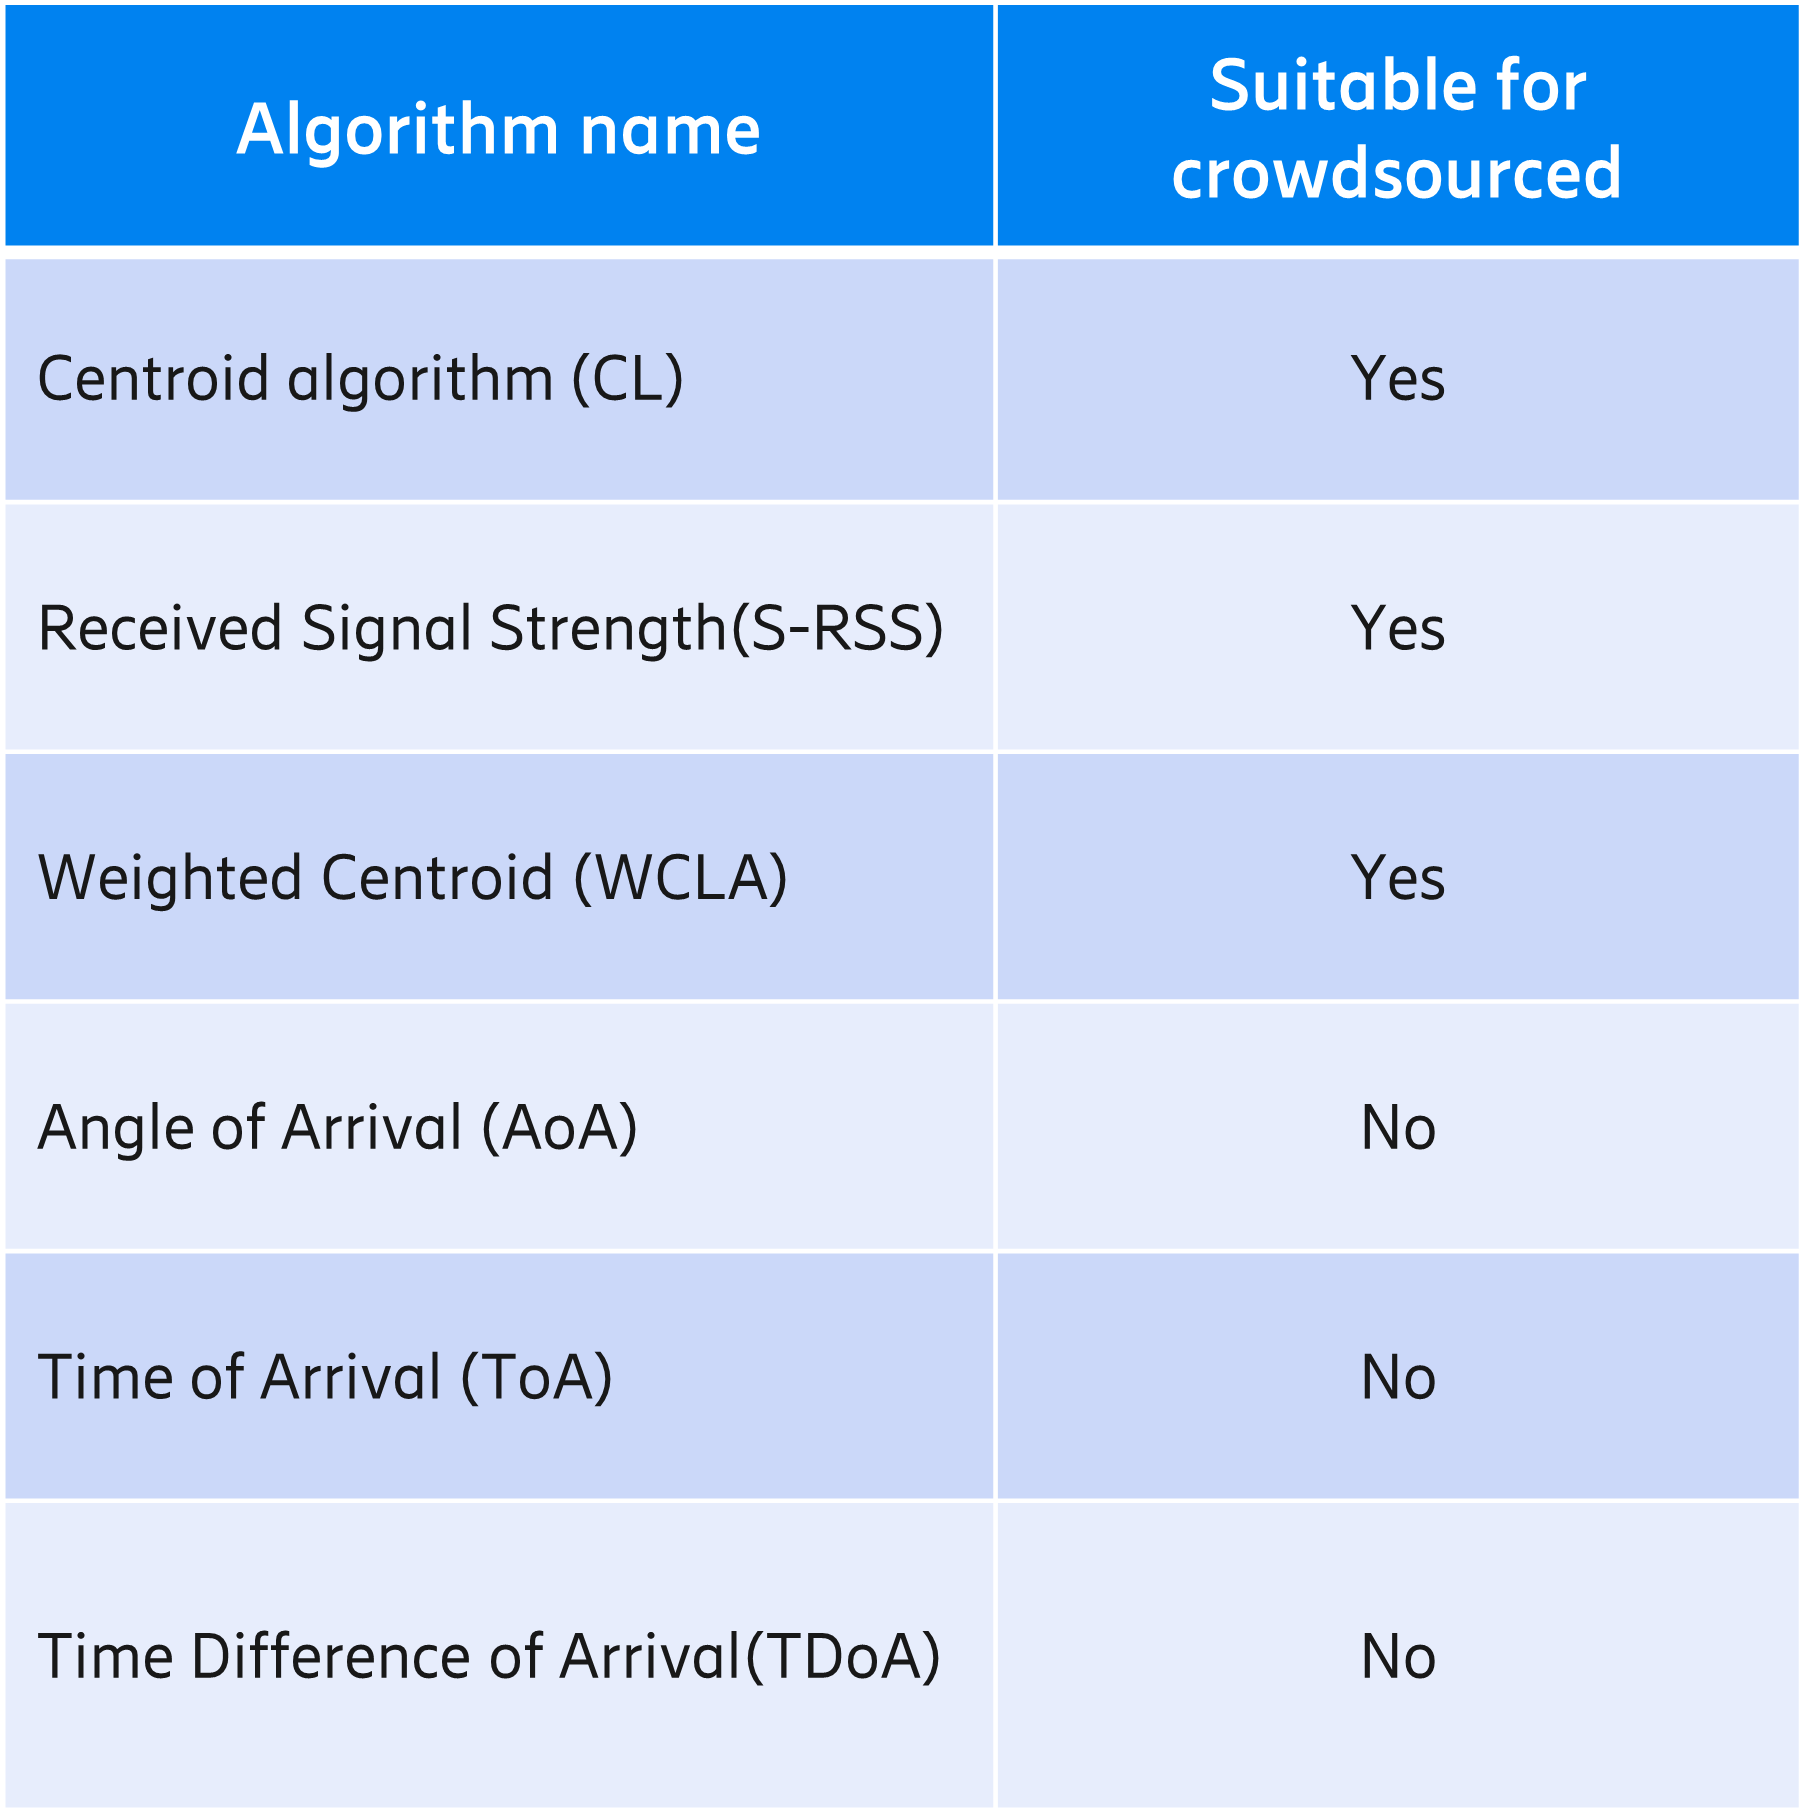 Algorithm name
Suitable for
crowdsourced
Centroid algorithm (CL)
Yes
Received Signal Strength(S-RSS)
Yes
Weighted Centroid (WCLA)
Yes
Angle of Arrival (AoA)
No
Time of Arrival (ToA)
No
Time Difference of Arrival(TDoA)
No